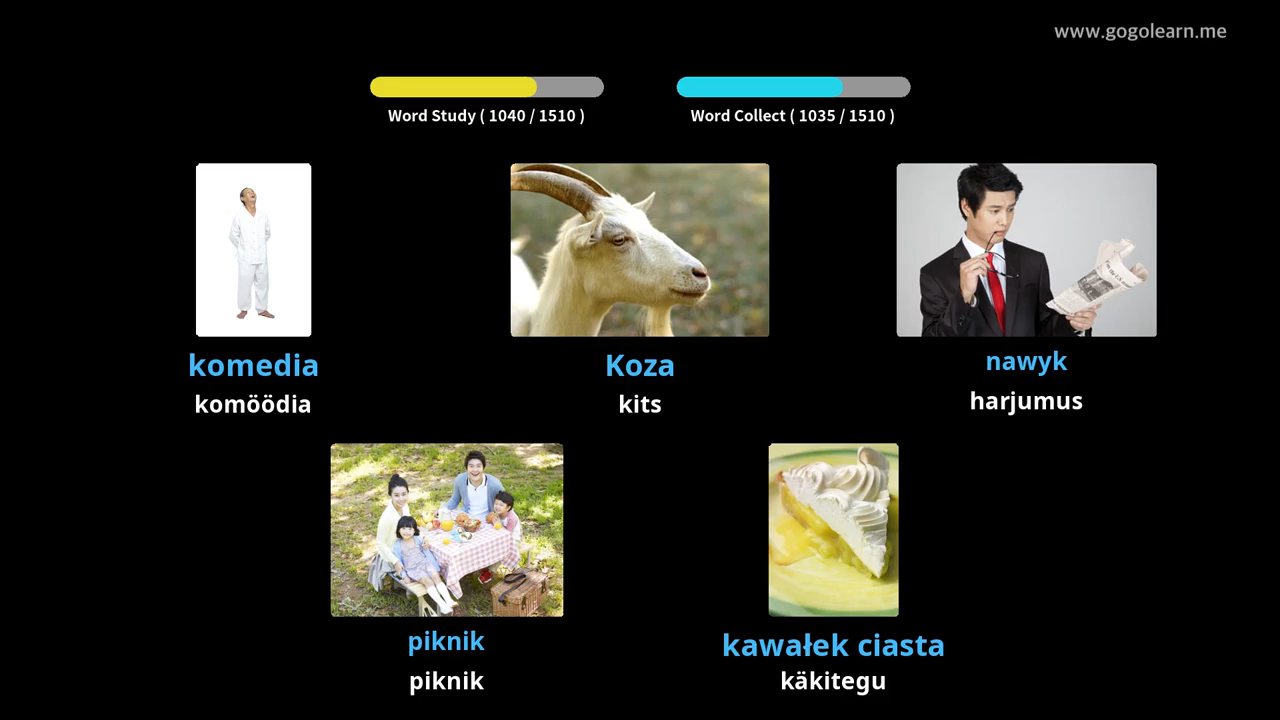 www.gogolearn.me
Word Study ( 1040 / 1510 )
Word Collect ( 1035 / 1510 )
komedia
komöödia
Koza
kits
nawyk
harjumus
piknik
piknik
kawałek ciasta
käkitegu